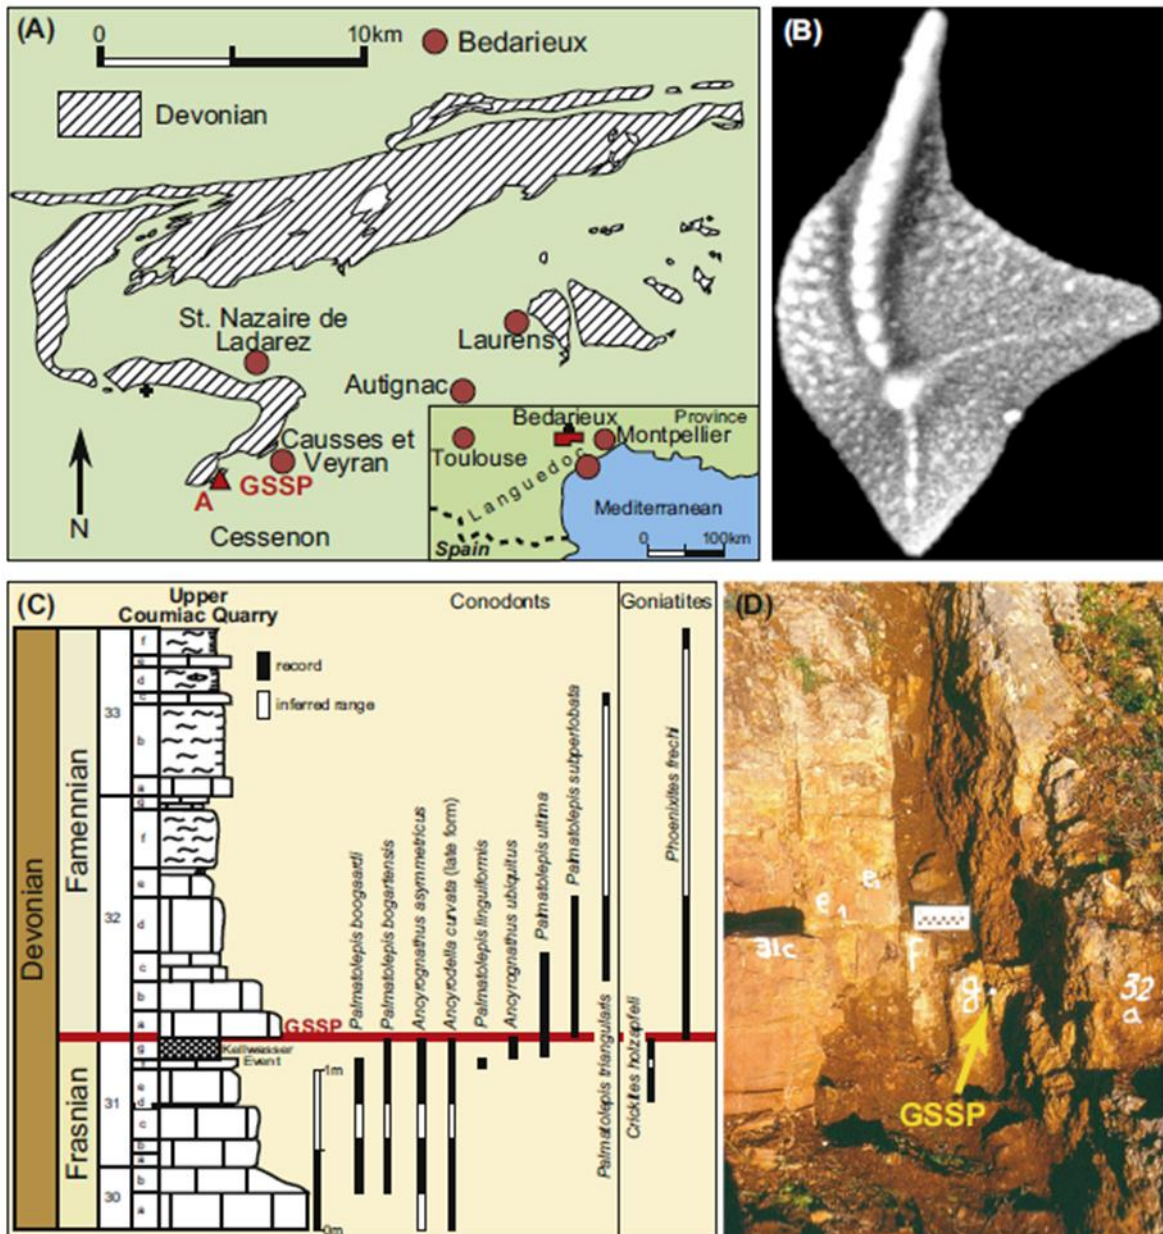 (A)
0
10km
Bedarieux
Devonian
St. Nazaire de
Ladarez
Laurens
Autignac
Causses et
Veyran
A
GSSP
N
Cessenon
Bedarieux
Province
Montpellier
Toulouse
Languedoc
Mediterranean
Spain
0
100km
(B)
(C)
Upper
Coumiac Quarry
Conodonts
Goniatites
record
inferred range
Devonian
Famennian
Frasnian
33
f
e
d
c
b
a
32
g
f
e
d
c
b
a
GSSP
g
Kellwasser
Event
31
e
d
c
b
a
30
b
a
1m
0m
Palmatolepis boogaardi
Palmatolepis bogartensis
Ancyrognathus asymmetricus
Ancyrodella curvata (late form)
Palmatolepis linguiformis
Ancyrognathus ubiquitus
Palmatolepis ultima
Palmatolepis subperlobata
Palmatolepis triangularis
Crickites holzapfeli
Phoenixites frechi
(D)
e
e1
31c
f
g
32
a
GSSP